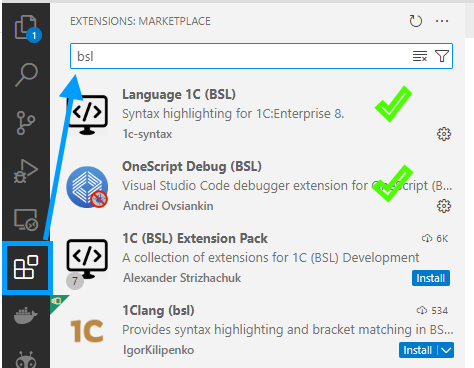 EXTENSIONS: MARKETPLACE
1
bsl
Language 1C (BSL)
Syntax highlighting for 1C:Enterprise 8.
1c-syntax
OneScript Debug (BSL)
Visual Studio Code debugger extension for OneScript (B...
Andrei Ovsiankin
1C (BSL) Extension Pack
6K
A collection of extensions for 1C (BSL) Development
7
Alexander Strizhachuk
Install
1Clang (bsl)
534
1C
Provides syntax highlighting and bracket matching in BS...
IgorKilipenko
Install